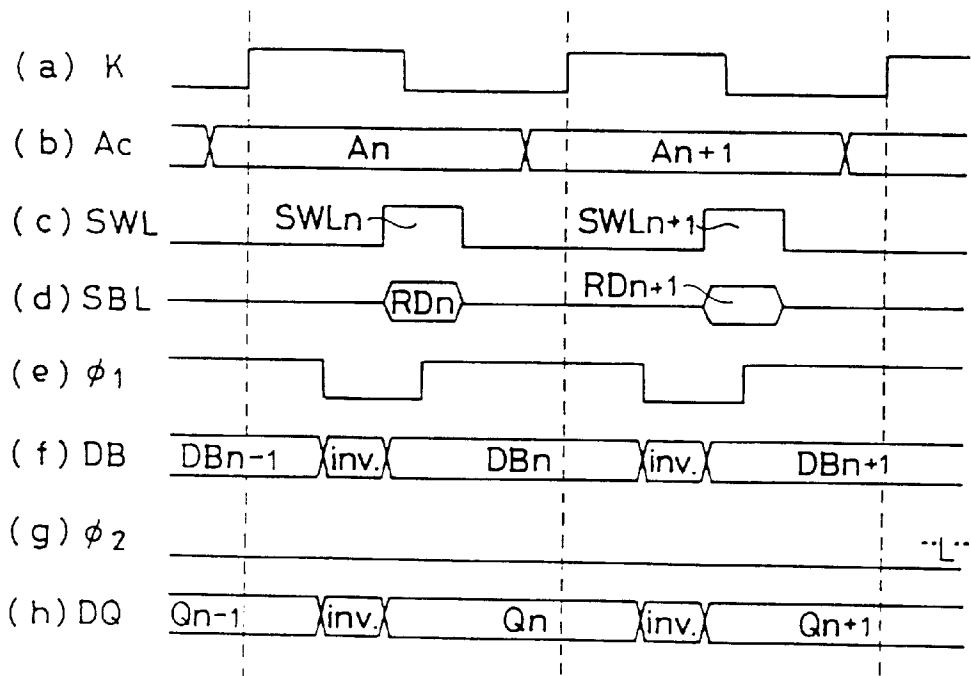 (a) K
(b) Ac An An+1
(c) SWL SWLn SWLn+1
(d) SBL RDn RDn+1
(e) ϕ1
(f) DB DBn-1 inv. DBn inv. DBn+1
(g) ϕ2 "L"
(h) DQ Qn-1 inv. Qn inv. Qn+1